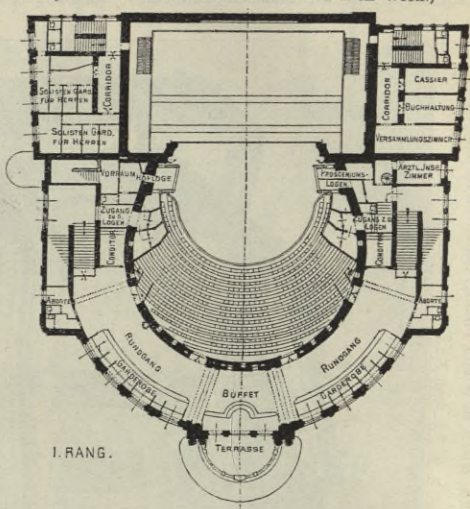 CORRIDOR
SOLISTEN GARD.
FÜR HERREN
SOLISTEN GARD.
FÜR HERREN
CORRIDOR
CASSIER
BUCHHALTUNG
VERSAMMLUNGSZIMMER
VORRAUM
HOFLOGE
PROSCENIUMS-
LOGEN
ÄRZTL. INSP.
ZIMMER
ZUGANG
ZU D.
LOGEN
CONDITOR
ZUGANG Z. D.
LOGEN
CONDITOR
ABORTE
ABORTE
RUNDGANG
GARDEROBE
BUFFET
RUNDGANG
GARDEROBE
TERRASSE
I. RANG.